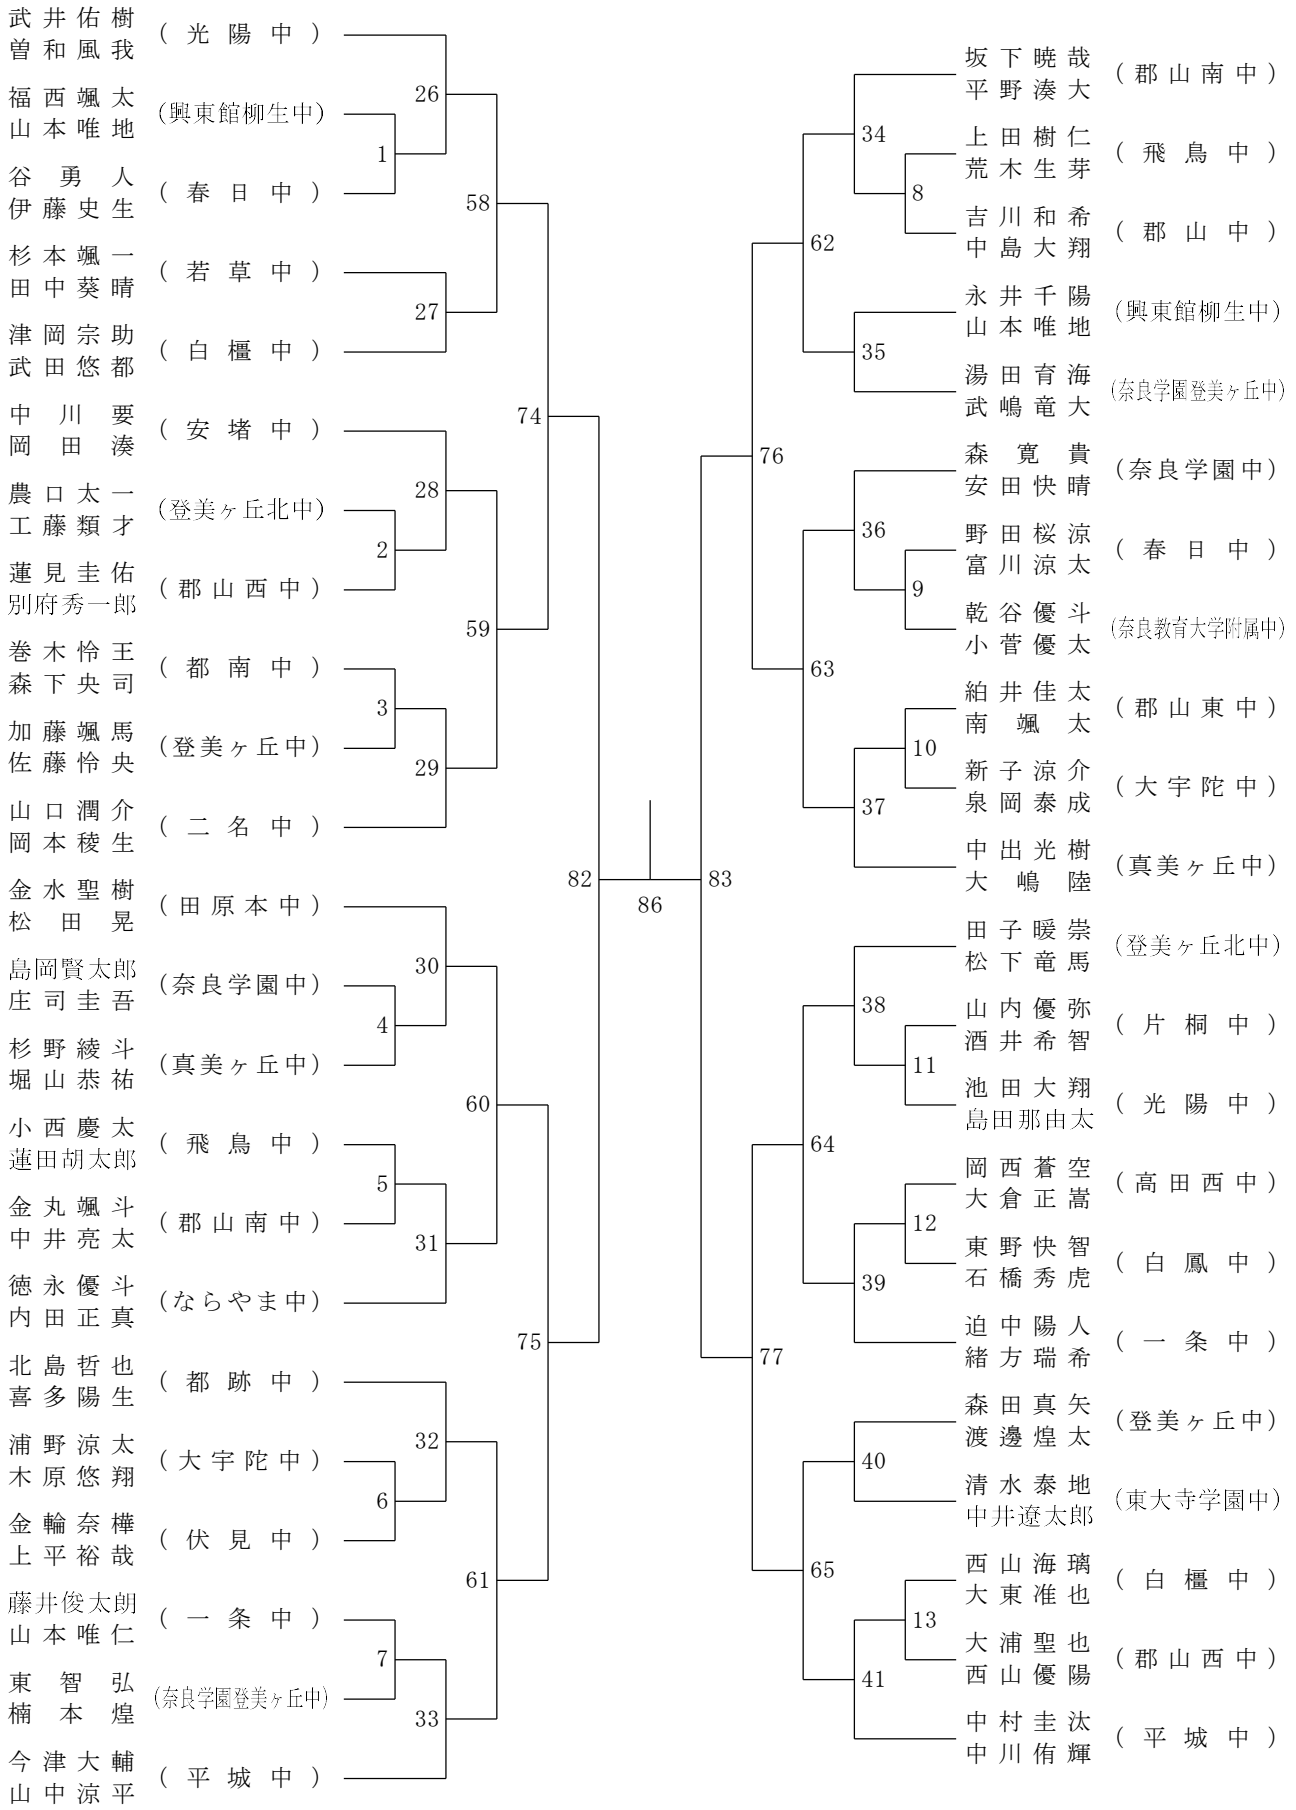 武井佑樹
曽和風我
(光陽中)
福西颯太
山本唯地
(興東館柳生中)
谷勇人
伊藤史生
(春日中)
杉本颯一
田中葵晴
(若草中)
津岡宗助
武田悠都
(白橿中)
中川要
岡田湊
(安堵中)
農口太一
工藤類才
(登美ヶ丘北中)
蓮見圭佑
別府秀一郎
(郡山西中)
巻木怜王
森下央司
(都南中)
加藤颯馬
佐藤怜央
(登美ヶ丘中)
山口潤介
岡本稜生
(二名中)
金水聖樹
松田晃
(田原本中)
島岡賢太郎
庄司圭吾
(奈良学園中)
杉野綾斗
堀山恭祐
(真美ヶ丘中)
小西慶太
蓮田胡太郎
(飛鳥中)
金丸颯斗
中井亮太
(郡山南中)
徳永優斗
内田正真
(ならやま中)
北島哲也
喜多陽生
(都跡中)
浦野涼太
木原悠翔
(大宇陀中)
金輪奈樺
上平裕哉
(伏見中)
藤井俊太朗
山本唯仁
(一条中)
東智弘
楠本煌
(奈良学園登美ヶ丘中)
今津大輔
山中涼平
(平城中)
1
2
3
4
5
6
7
26
27
28
29
30
31
32
33
58
59
60
61
74
75
82
86
83
76
77
62
63
64
65
34
35
36
37
38
39
40
41
8
9
10
11
12
13
坂下暁哉
平野湊大
(郡山南中)
上田樹仁
荒木生芽
(飛鳥中)
吉川和希
中島大翔
(郡山中)
永井千陽
山本唯地
(興東館柳生中)
湯田育海
武嶋竜大
(奈良学園登美ヶ丘中)
森寛貴
安田快晴
(奈良学園中)
野田桜涼
富川涼太
(春日中)
乾谷優斗
小菅優太
(奈良教育大学附属中)
絈井佳太
南颯太
(郡山東中)
新子涼介
泉岡泰成
(大宇陀中)
中出光樹
大嶋陸
(真美ヶ丘中)
田子暖崇
松下竜馬
(登美ヶ丘北中)
山内優弥
酒井希智
(片桐中)
池田大翔
島田那由太
(光陽中)
岡西蒼空
大倉正嵩
(高田西中)
東野快智
石橋秀虎
(白鳳中)
迫中陽人
緒方瑞希
(一条中)
森田真矢
渡邊煌太
(登美ヶ丘中)
清水泰地
中井遼太郎
(東大寺学園中)
西山海璃
大東准也
(白橿中)
大浦聖也
西山優陽
(郡山西中)
中村圭汰
中川侑輝
(平城中)